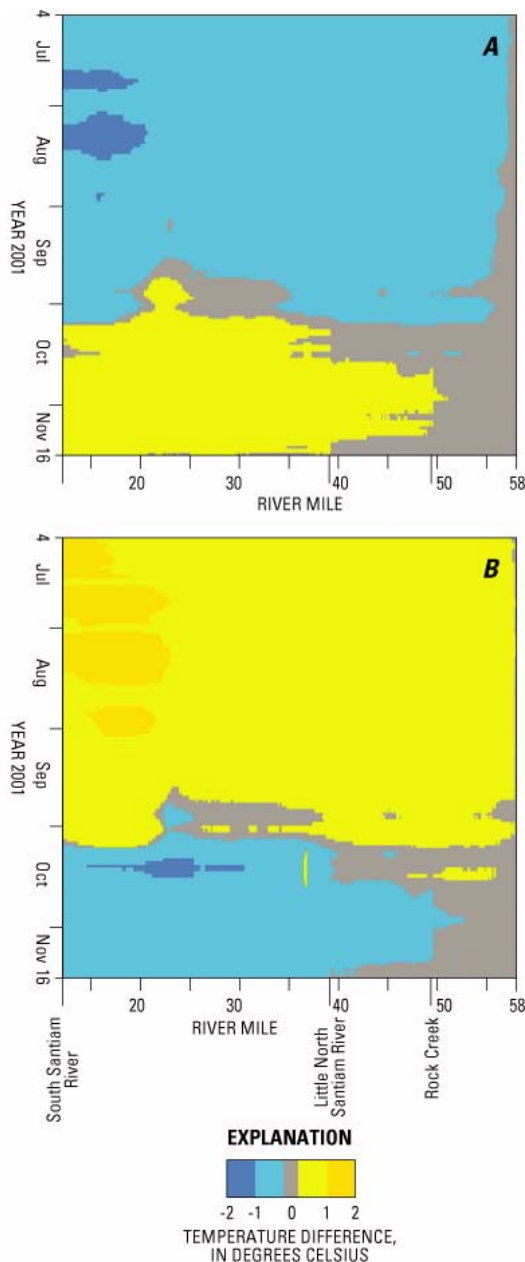 A
4
Jul
Aug
Sep
Oct
Nov 16
YEAR 2001
20 30 40 50 58
RIVER MILE
B
4
Jul
Aug
Sep
Oct
Nov 16
YEAR 2001
20 30 40 50 58
RIVER MILE
South Santiam
River
Little North
Santiam River
Rock Creek
EXPLANATION
-2 -1 0 1 2
TEMPERATURE DIFFERENCE,
IN DEGREES CELSIUS